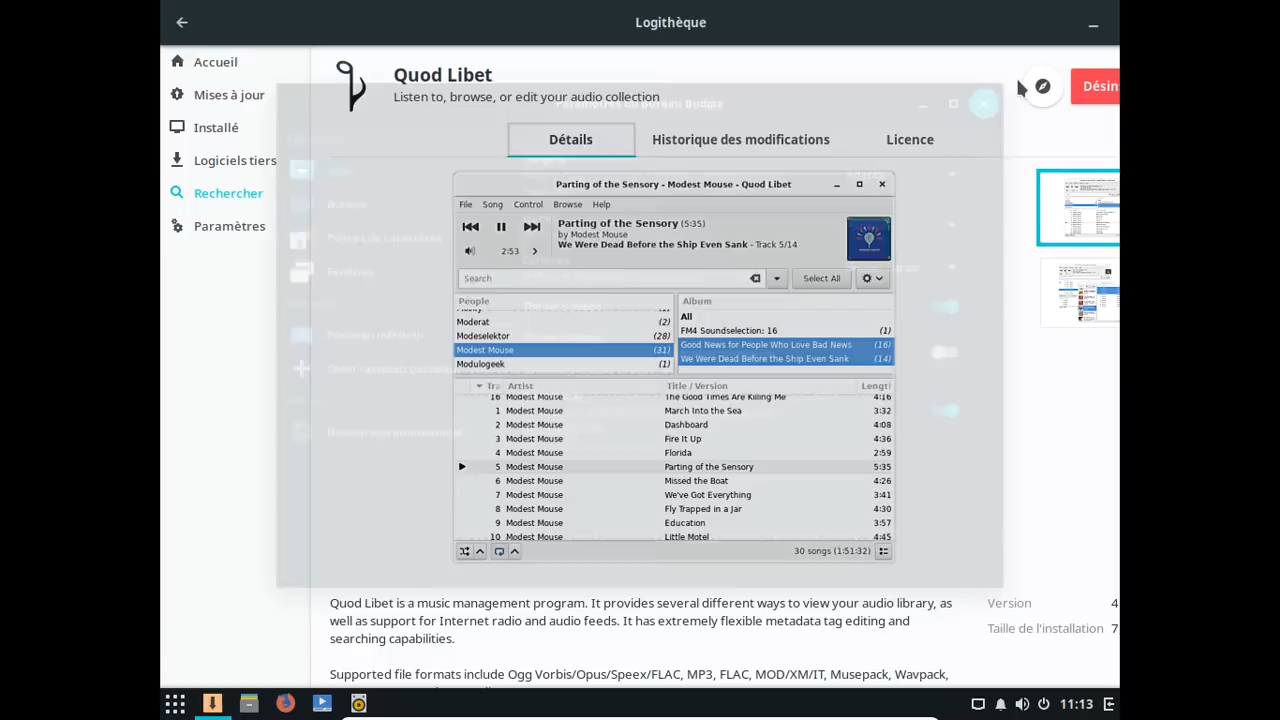 Logithèque
Accueil
Mises à jour
Installé
Logiciels tiers
Rechercher
Paramètres
Quod Libet
Listen to, browse, or edit your audio collection
Désin
Paramètres du Bureau Budgie
Détails
Historique des modifications
Licence
Parting of the Sensory - Modest Mouse - Quod Libet
File Song Control Browse Help
Parting of the Sensory (5:35)
by Modest Mouse
We Were Dead Before the Ship Even Sank - Track 5/14
2:53
Search
Select All
People
Moderat (2)
Modeselektor (28)
Modest Mouse (31)
Modulogeek (1)
Album
All
FM4 Soundselection: 16 (1)
Good News for People Who Love Bad News (16)
We Were Dead Before the Ship Even Sank (14)
Tra Artist Title / Version Lengt
16 Modest Mouse The Good Times Are Killing Me 4:16
1 Modest Mouse March Into the Sea 3:32
2 Modest Mouse Dashboard 4:08
3 Modest Mouse Fire It Up 4:36
4 Modest Mouse Florida 2:59
5 Modest Mouse Parting of the Sensory 5:35
6 Modest Mouse Missed the Boat 4:26
7 Modest Mouse We've Got Everything 3:41
8 Modest Mouse Fly Trapped in a Jar 4:30
9 Modest Mouse Education 3:57
10 Modest Mouse Little Motel 4:45
30 songs (1:51:32)
Quod Libet is a music management program. It provides several different ways to view your audio library, as
well as support for Internet radio and audio feeds. It has extremely flexible metadata tag editing and
searching capabilities.
Supported file formats include Ogg Vorbis/Opus/Speex/FLAC, MP3, FLAC, MOD/XM/IT, Musepack, Wavpack,
Version 4
Taille de l'installation 7
11:13